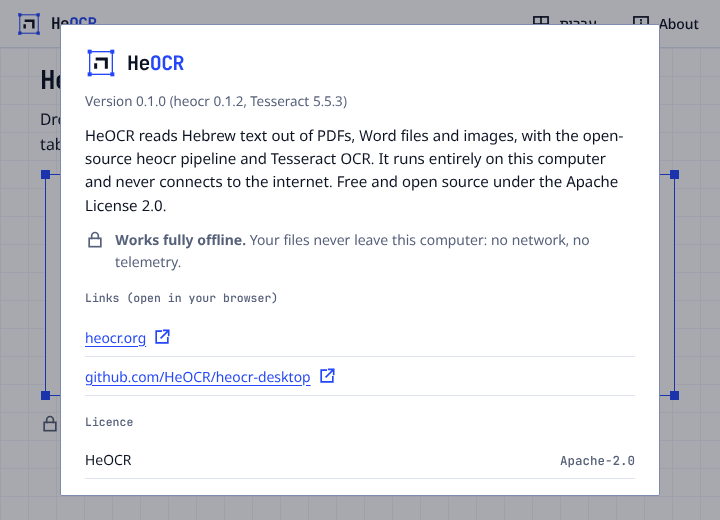 עברית
About
HeOCR
Version 0.1.0 (heocr 0.1.2, Tesseract 5.5.3)
HeOCR reads Hebrew text out of PDFs, Word files and images, with the open-
source heocr pipeline and Tesseract OCR. It runs entirely on this computer
and never connects to the internet. Free and open source under the Apache
License 2.0.
Works fully offline. Your files never leave this computer: no network, no
telemetry.
Links (open in your browser)
heocr.org
github.com/HeOCR/heocr-desktop
Licence
HeOCR Apache-2.0